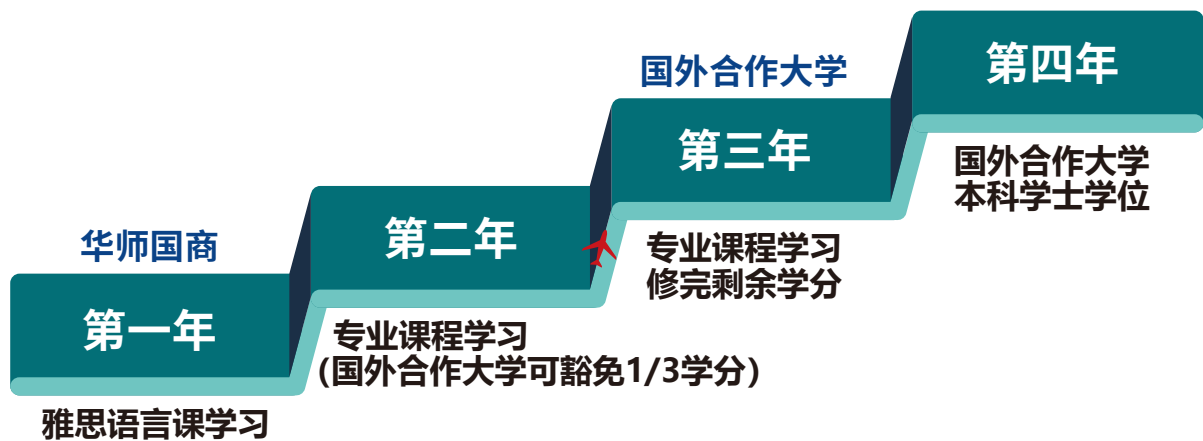 华师国商
第一年
雅思语言课学习
第二年
专业课程学习
(国外合作大学可豁免1/3学分)
国外合作大学
第三年
专业课程学习
修完剩余学分
第四年
国外合作大学
本科学士学位